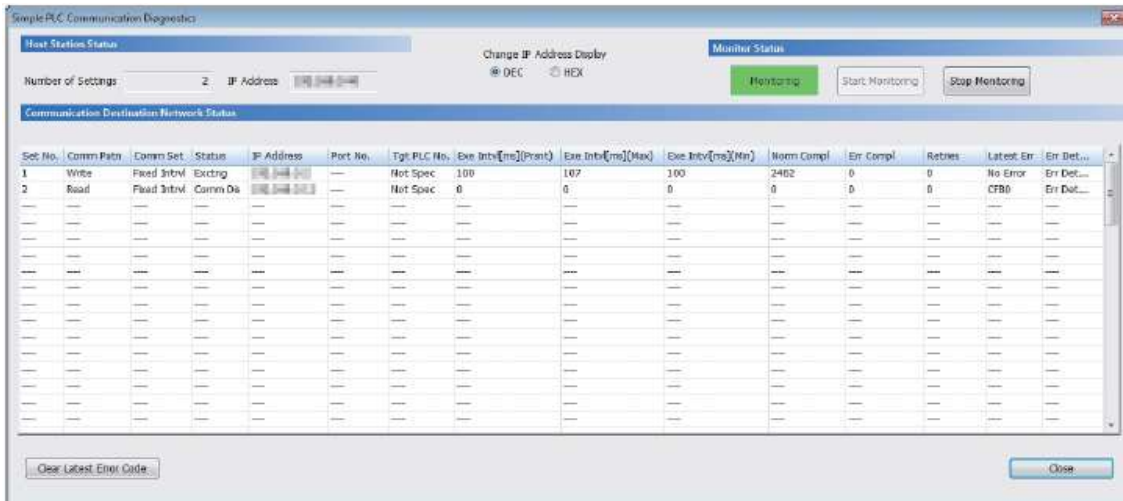 Simple PLC Communication Diagnostics
Host Station Status
Change IP Address Display
Monitor Status
Number of Settings 2 IP Address
DEC HEX
Monitoring Start Monitoring Stop Monitoring
Communication Destination Network Status
Set No. Comm Patn Comm Set Status IP Address Port No. Tgt PLC No. Exe Intvl[ms](Prsnt) Exe Intvl[ms](Max) Exe Intvl[ms](Min) Norm Compl Err Compl Retries Latest Err Err Det...
1 Write Fixed Intrvl Exctng ---- Not Spec 100 107 100 2462 0 0 No Error Err Det...
2 Read Fixed Intrvl Comm De ---- Not Spec 0 0 0 0 0 0 CFB0 Err Det...
Clear Latest Error Code Close